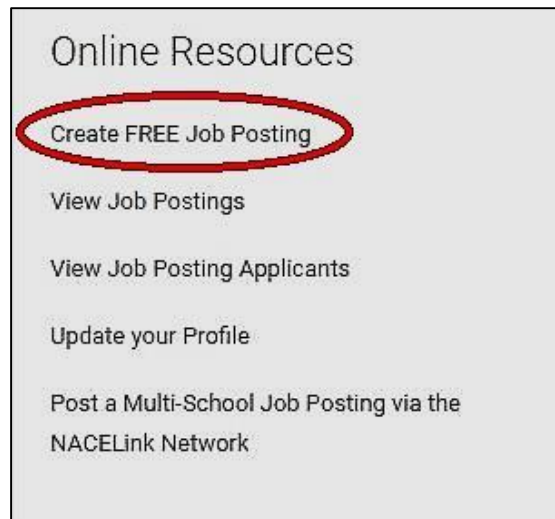 Online Resources
Create FREE Job Posting
View Job Postings
View Job Posting Applicants
Update your Profile
Post a Multi-School Job Posting via the
NACELink Network